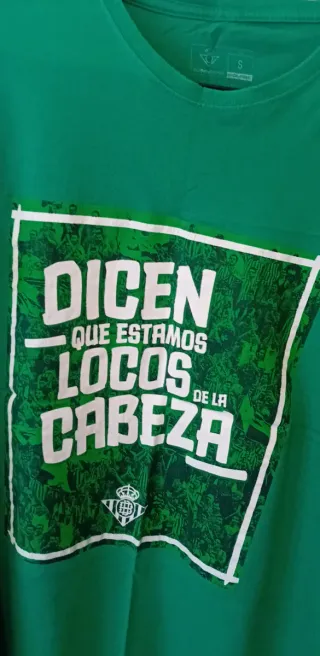 S
DICEN
QUE ESTAMOS
LOCOS
DE LA
CABEZA